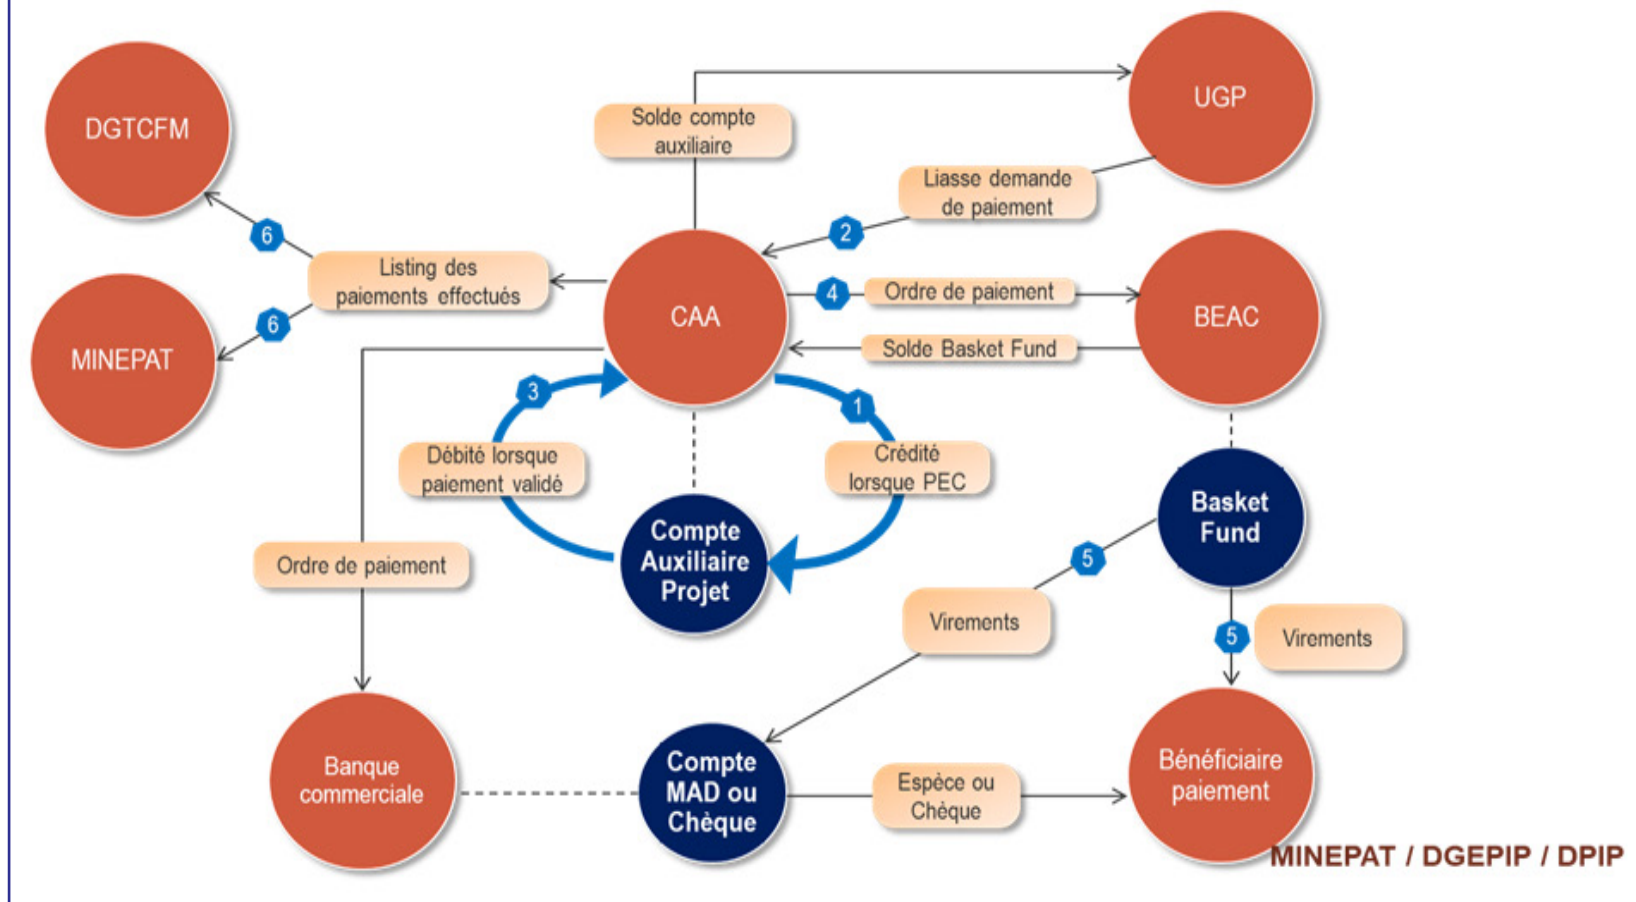 DGTCFM
UGP
Solde compte
auxiliaire
Liasse demande
de paiement
2
6
Listing des
paiements effectués
6
MINEPAT
CAA
4
Ordre de paiement
BEAC
Solde Basket Fund
3
1
Débité lorsque
paiement validé
Crédité
lorsque PEC
Compte
Auxiliaire
Projet
Basket
Fund
Ordre de paiement
5
Virements
5
Virements
Banque
commerciale
Compte
MAD ou
Chèque
Espèce ou
Chèque
Bénéficiaire
paiement
MINEPAT / DGEPIP / DPIP